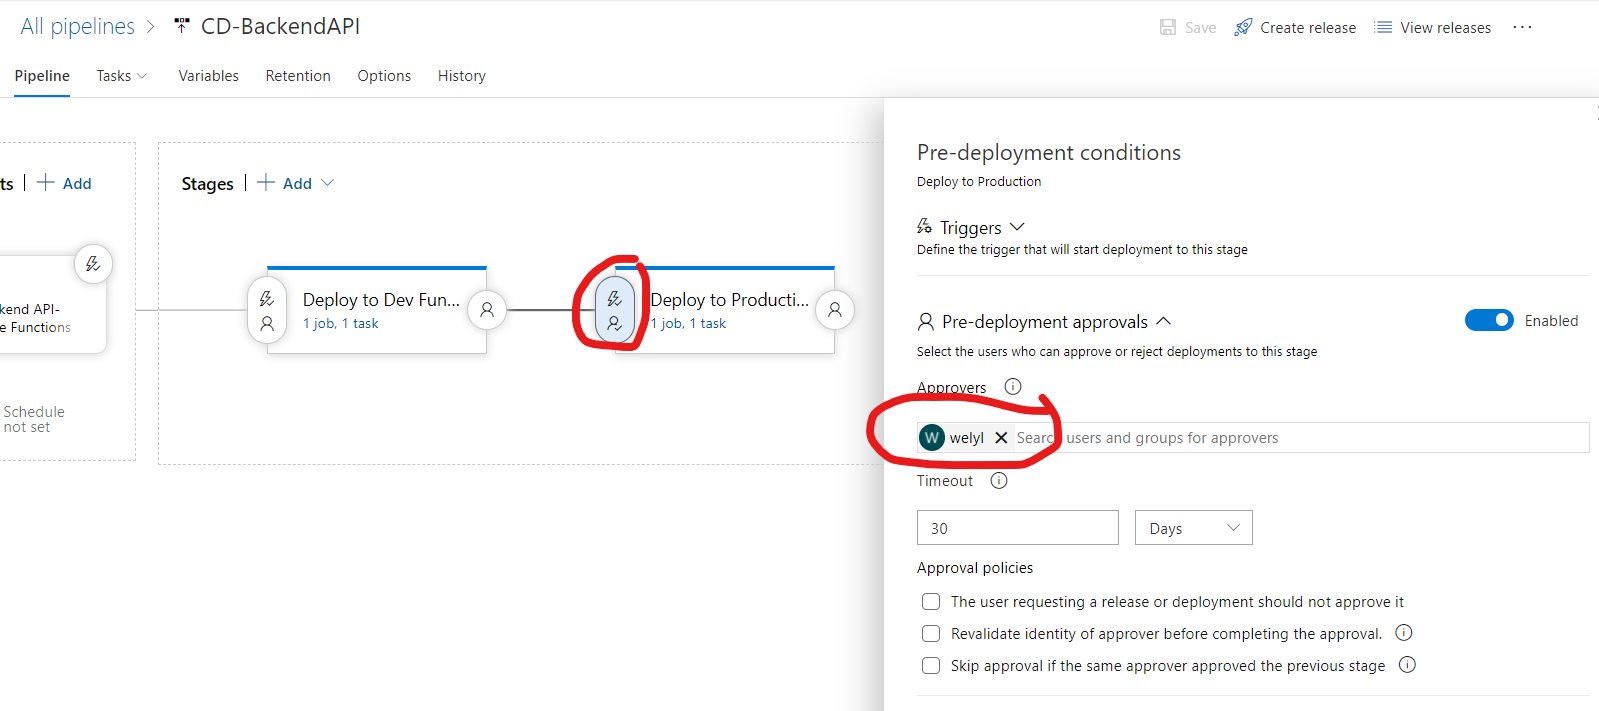 All pipelines > CD-BackendAPI
Save Create release View releases ...
Pipeline Tasks Variables Retention Options History
ts | + Add
Stages | + Add
kend API-
e Functions
Schedule
not set
Deploy to Dev Fun...
1 job, 1 task
Deploy to Producti...
1 job, 1 task
Pre-deployment conditions
Deploy to Production
Triggers
Define the trigger that will start deployment to this stage
Pre-deployment approvals
Enabled
Select the users who can approve or reject deployments to this stage
Approvers
W welyl Search users and groups for approvers
Timeout
30 Days
Approval policies
The user requesting a release or deployment should not approve it
Revalidate identity of approver before completing the approval.
Skip approval if the same approver approved the previous stage